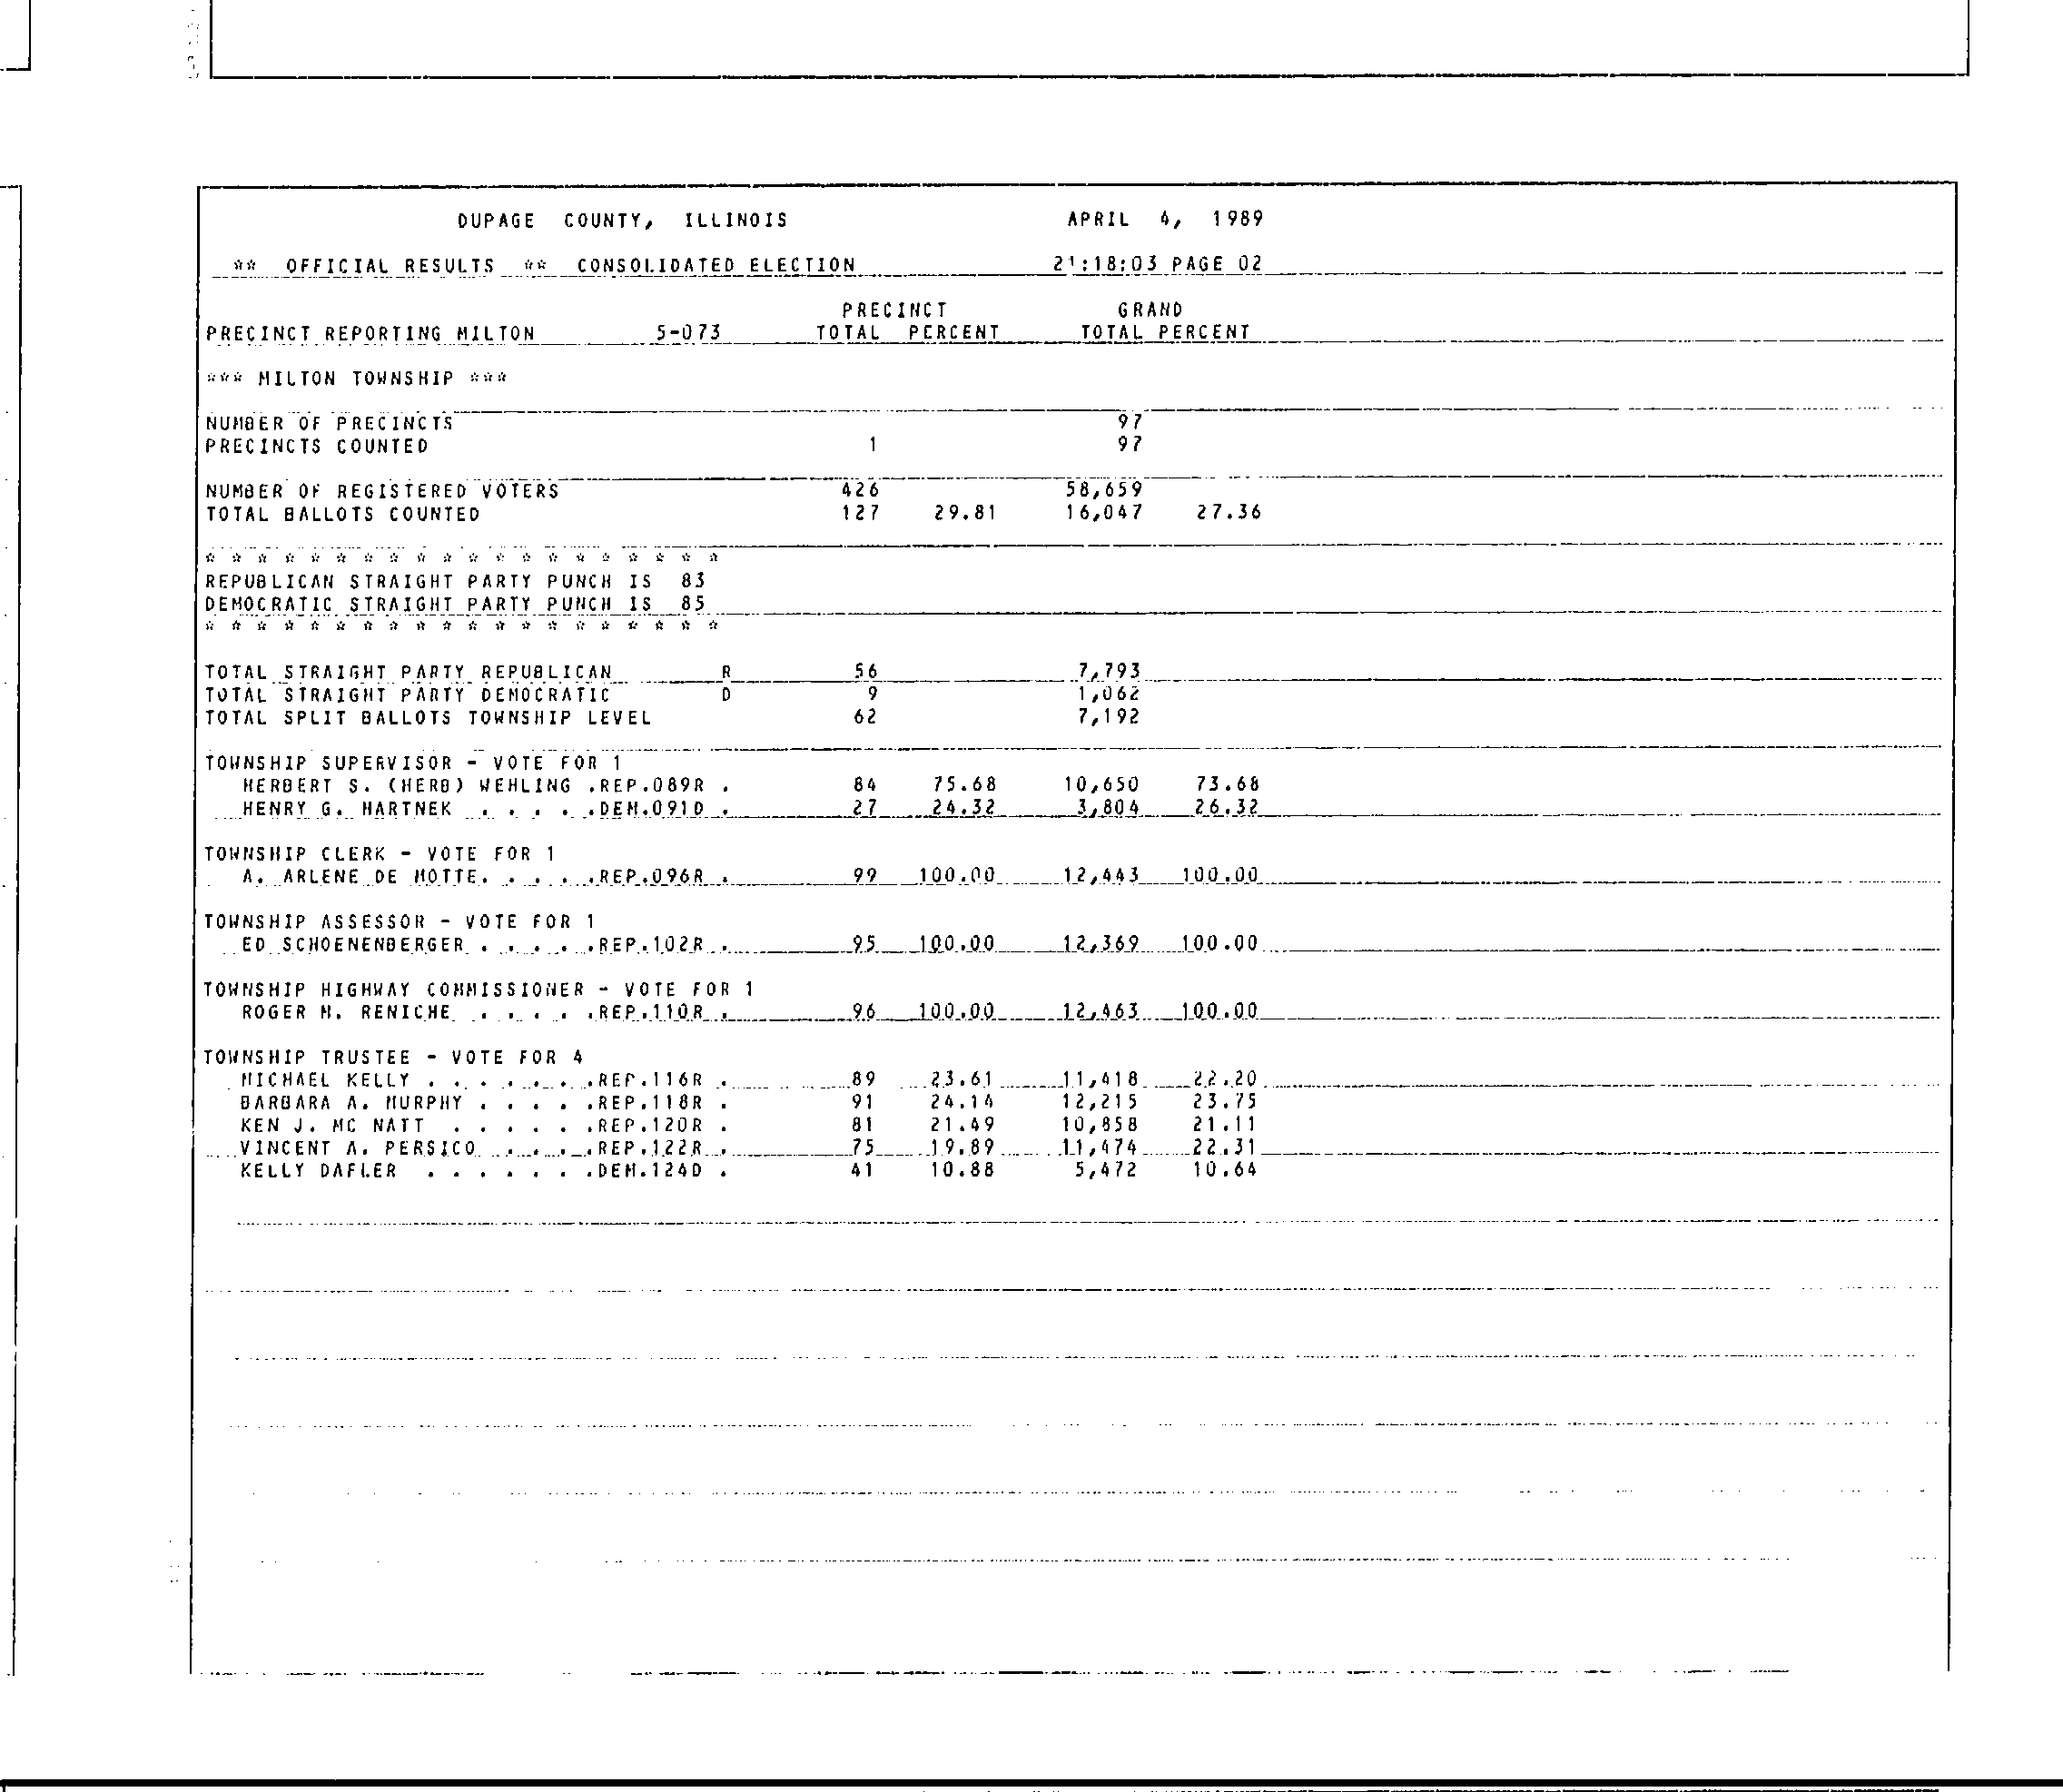 DUPAGE COUNTY, ILLINOIS APRIL 4, 1989
** OFFICIAL RESULTS ** CONSOLIDATED ELECTION 21:18:03 PAGE 02
PRECINCT GRAND
PRECINCT REPORTING MILTON 5-073 TOTAL PERCENT TOTAL PERCENT
*** MILTON TOWNSHIP ***
NUMBER OF PRECINCTS 97
PRECINCTS COUNTED 1 97
NUMBER OF REGISTERED VOTERS 426 58,659
TOTAL BALLOTS COUNTED 127 29.81 16,047 27.36
* * * * * * * * * * * * * * * * * * * *
REPUBLICAN STRAIGHT PARTY PUNCH IS 83
DEMOCRATIC STRAIGHT PARTY PUNCH IS 85
* * * * * * * * * * * * * * * * * * * *
TOTAL STRAIGHT PARTY REPUBLICAN R 56 7,793
TOTAL STRAIGHT PARTY DEMOCRATIC D 9 1,062
TOTAL SPLIT BALLOTS TOWNSHIP LEVEL 62 7,192
TOWNSHIP SUPERVISOR - VOTE FOR 1
HERBERT S. (HERB) WEHLING .REP.089R . 84 75.68 10,650 73.68
HENRY G. HARTNEK . . . . .DEM.091D . 27 24.32 3,804 26.32
TOWNSHIP CLERK - VOTE FOR 1
A. ARLENE DE MOTTE. . . . .REP.096R . 99 100.00 12,443 100.00
TOWNSHIP ASSESSOR - VOTE FOR 1
ED SCHOENENBERGER . . . . .REP.102R . 95 100.00 12,369 100.00
TOWNSHIP HIGHWAY COMMISSIONER - VOTE FOR 1
ROGER M. RENICHE . . . . .REP.110R . 96 100.00 12,463 100.00
TOWNSHIP TRUSTEE - VOTE FOR 4
MICHAEL KELLY . . . . . . .REP.116R . 89 23.61 11,418 22.20
BARBARA A. MURPHY . . . . .REP.118R . 91 24.14 12,215 23.75
KEN J. MC NATT . . . . . .REP.120R . 81 21.49 10,858 21.11
VINCENT A. PERSICO . . . .REP.122R . 75 19.89 11,474 22.31
KELLY DAFLER . . . . . . .DEM.124D . 41 10.88 5,472 10.64